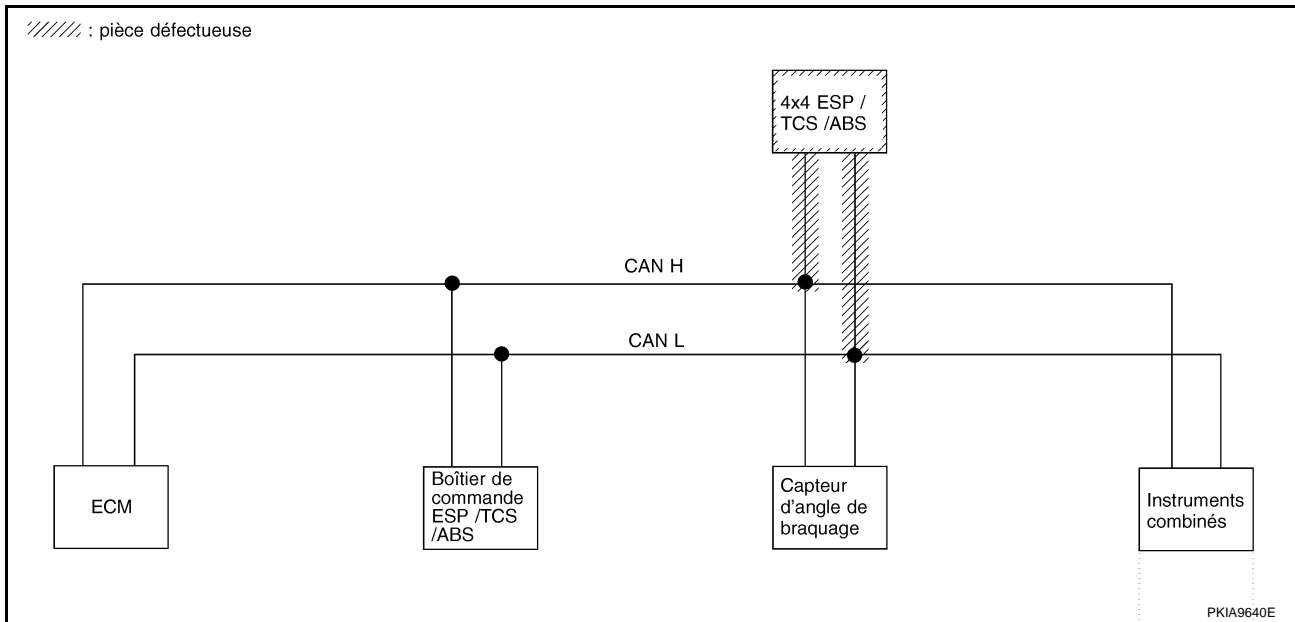 : pièce défectueuse
4x4 ESP /
TCS /ABS
CAN H
CAN L
ECM
Boîtier de
commande
ESP /TCS
/ABS
Capteur
d'angle de
braquage
Instruments
combinés
PKIA9640E